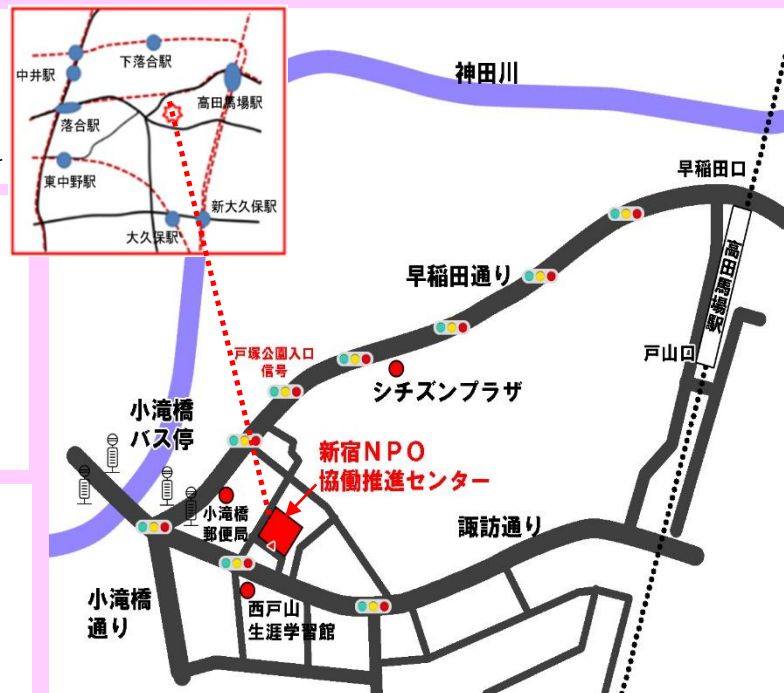 下落合駅
中井駅
高田馬場駅
落合駅
東中野駅
新大久保駅
大久保駅
神田川
早稲田口
高田馬場駅
早稲田通り
戸山口
戸塚公園入口
信号
シチズンプラザ
小滝橋
バス停
新宿NPO
協働推進センター
小滝橋
郵便局
諏訪通り
小滝橋
通り
西戸山
生涯学習館